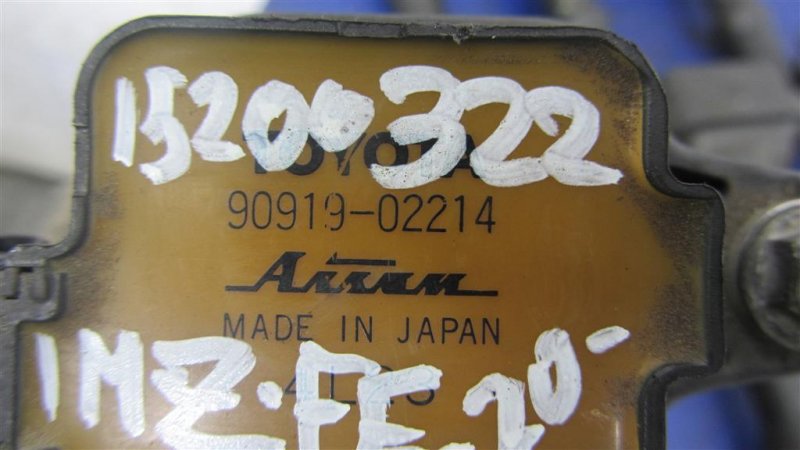 15200322
TOYOTA
90919-02214
Aisan
MADE IN JAPAN
1MZ-FE-20-